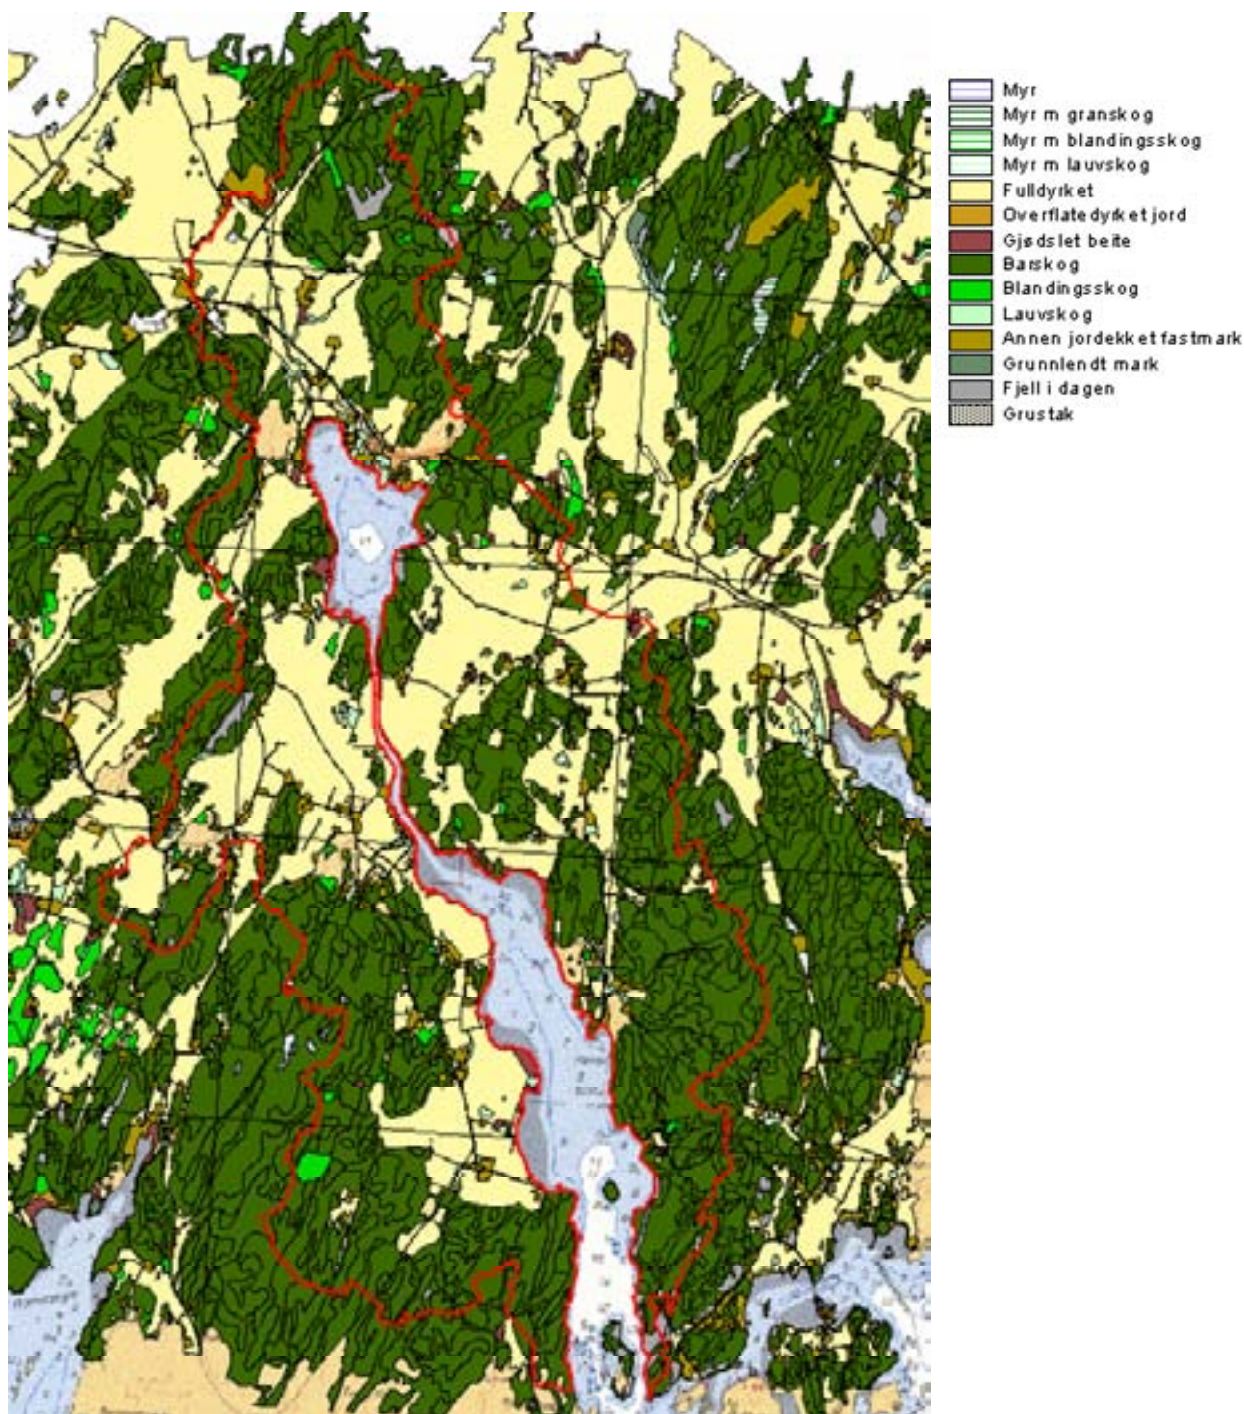 Myr
Myr m granskog
Myr m blandingsskog
Myr m lauvskog
Fulldyrket
Overflatedyrket jord
Gjødslet beite
Barskog
Blandingsskog
Lauvskog
Annen jordekket fastmark
Grunnlendt mark
Fjell i dagen
Grustak